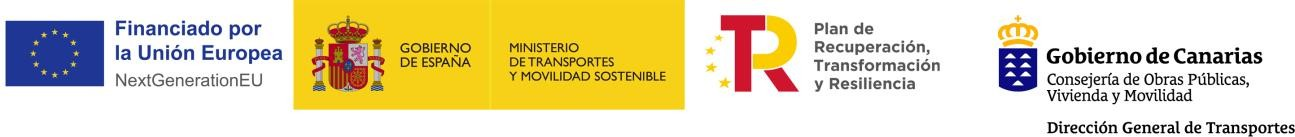 Financiado por
la Unión Europea
NextGenerationEU
GOBIERNO
DE ESPAÑA
MINISTERIO
DE TRANSPORTES
Y MOVILIDAD SOSTENIBLE
TR
Plan de
Recuperación,
Transformación
y Resiliencia
Gobierno de Canarias
Consejería de Obras Públicas,
Vivienda y Movilidad
Dirección General de Transportes